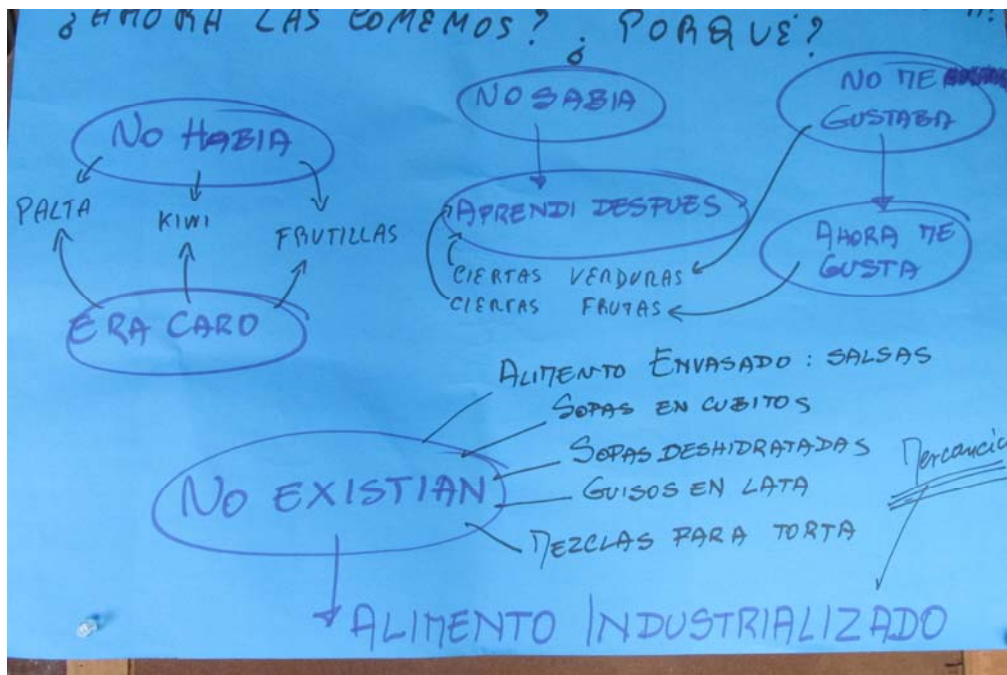 ¿AHORA LAS COMEMOS? ¿PORQUÉ?
NO HABIA
PALTA
KIWI
FRUTILLAS
ERA CARO
NO SABIA
APRENDI DESPUES
CIERTAS VERDURAS
CIERTAS FRUTAS
NO ME
GUSTABA
AHORA ME
GUSTA
NO EXISTIAN
ALIMENTO ENVASADO: SALSAS
SOPAS EN CUBITOS
SOPAS DESHIDRATADAS
GUISOS EN LATA
MEZCLAS PARA TORTA
Mercancía
ALIMENTO INDUSTRIALIZADO